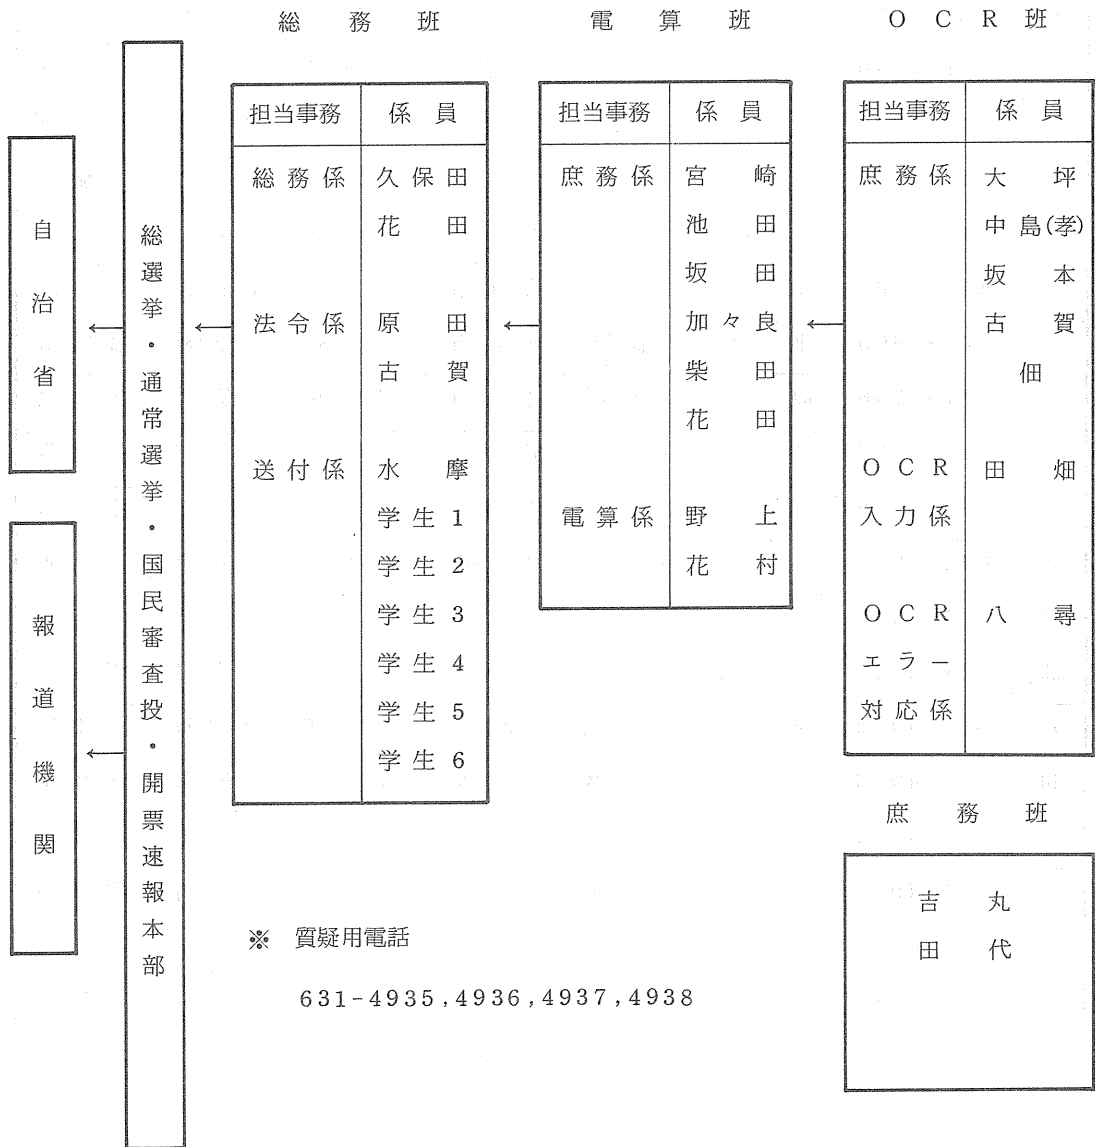 総務班 電算班 OCR班
自治省
報道機関
総選挙・通常選挙・国民審査投・開票速報本部
担当事務 係員
総務係 久保田
花田
法令係 原田
古賀
送付係 水摩
学生1
学生2
学生3
学生4
学生5
学生6
担当事務 係員
庶務係 宮崎
池田
坂田
加々良
柴田
花田
電算係 野上
花村
担当事務 係員
庶務係 大坪
中島(孝)
坂本
古賀
佃
OCR 田畑
入力係
OCR 八尋
エラー
対応係
庶務班
吉丸
田代
※ 質疑用電話
631-4935,4936,4937,4938